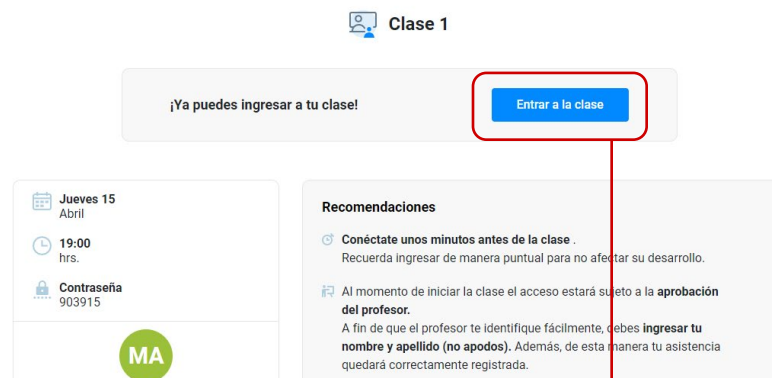 Clase 1
¡Ya puedes ingresar a tu clase!
Entrar a la clase
Jueves 15
Abril
19:00
hrs.
Contraseña
903915
MA
Recomendaciones
Conéctate unos minutos antes de la clase .
Recuerda ingresar de manera puntual para no afectar su desarrollo.
Al momento de iniciar la clase el acceso estará sujeto a la aprobación
del profesor.
A fin de que el profesor te identifique fácilmente, debes ingresar tu
nombre y apellido (no apodos). Además, de esta manera tu asistencia
quedará correctamente registrada.